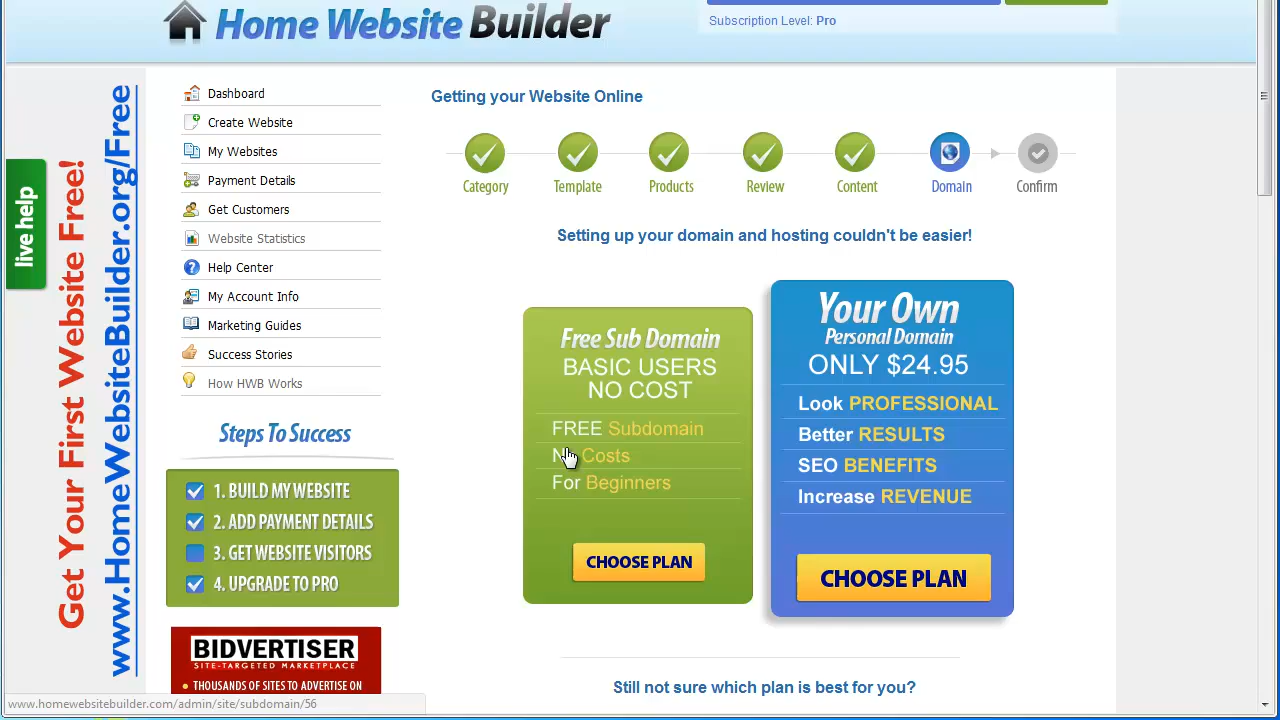 Home Website Builder
Subscription Level: Pro
live help
Get Your First Website Free!
www.HomeWebsiteBuilder.org/Free
Dashboard
Create Website
My Websites
Payment Details
Get Customers
Website Statistics
Help Center
My Account Info
Marketing Guides
Success Stories
How HWB Works
Steps To Success
1. BUILD MY WEBSITE
2. ADD PAYMENT DETAILS
3. GET WEBSITE VISITORS
4. UPGRADE TO PRO
BIDVERTISER
SITE-TARGETED MARKETPLACE
• THOUSANDS OF SITES TO ADVERTISE ON
Getting your Website Online
Category Template Products Review Content Domain Confirm
Setting up your domain and hosting couldn't be easier!
Free Sub Domain
BASIC USERS
NO COST
FREE Subdomain
No Costs
For Beginners
CHOOSE PLAN
Your Own
Personal Domain
ONLY $24.95
Look PROFESSIONAL
Better RESULTS
SEO BENEFITS
Increase REVENUE
CHOOSE PLAN
Still not sure which plan is best for you?
www.homewebsitebuilder.com/admin/site/subdomain/56